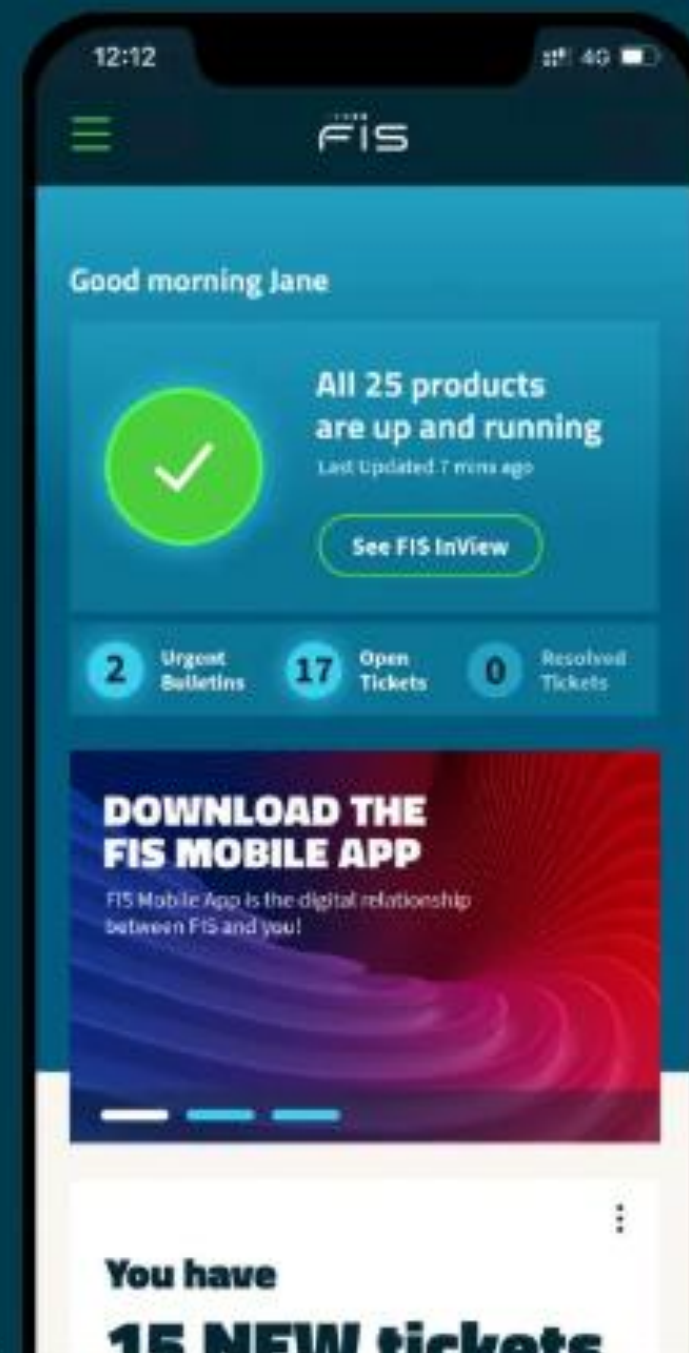 12:12
4G
FIS
Good morning Jane
All 25 products
are up and running
Last Updated 7 mins ago
See FIS InView
2 Urgent
Bulletins
17 Open
Tickets
0 Resolved
Tickets
DOWNLOAD THE
FIS MOBILE APP
FIS Mobile App is the digital relationship
between FIS and you!
You have
15 NEW tickets